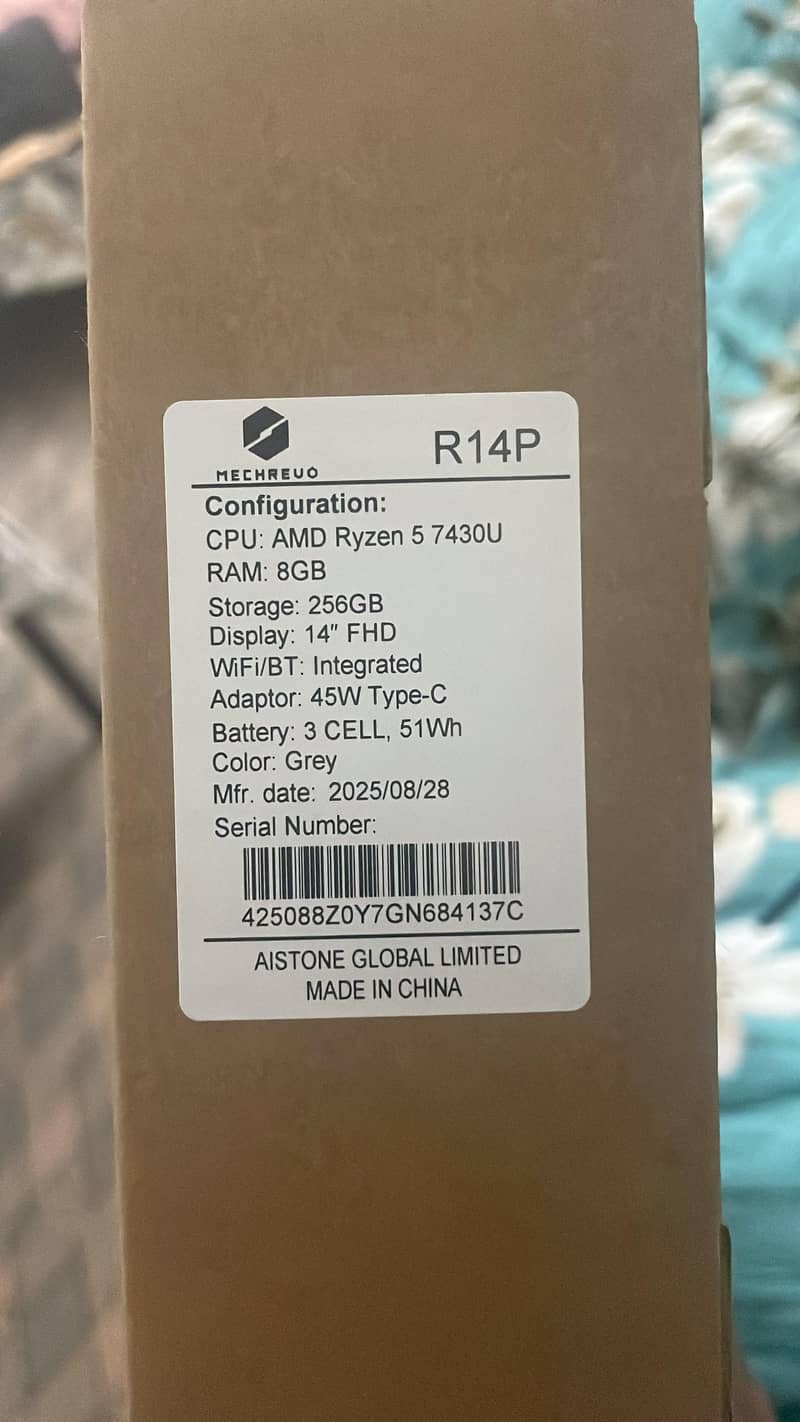 MECHREVO
R14P
Configuration:
CPU: AMD Ryzen 5 7430U
RAM: 8GB
Storage: 256GB
Display: 14" FHD
WiFi/BT: Integrated
Adaptor: 45W Type-C
Battery: 3 CELL, 51Wh
Color: Grey
Mfr. date: 2025/08/28
Serial Number:
425088Z0Y7GN684137C
AISTONE GLOBAL LIMITED
MADE IN CHINA